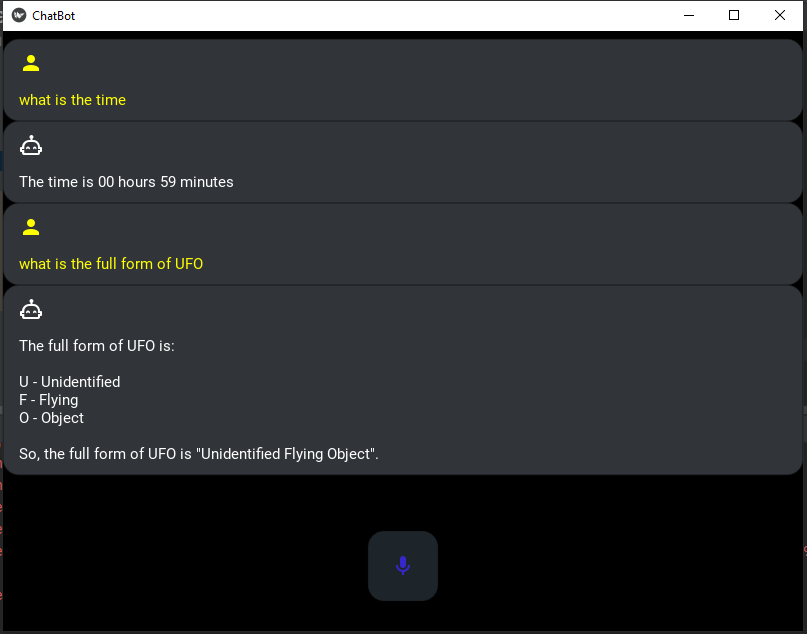 ChatBot
what is the time
The time is 00 hours 59 minutes
what is the full form of UFO
The full form of UFO is:
U - Unidentified
F - Flying
O - Object
So, the full form of UFO is "Unidentified Flying Object".